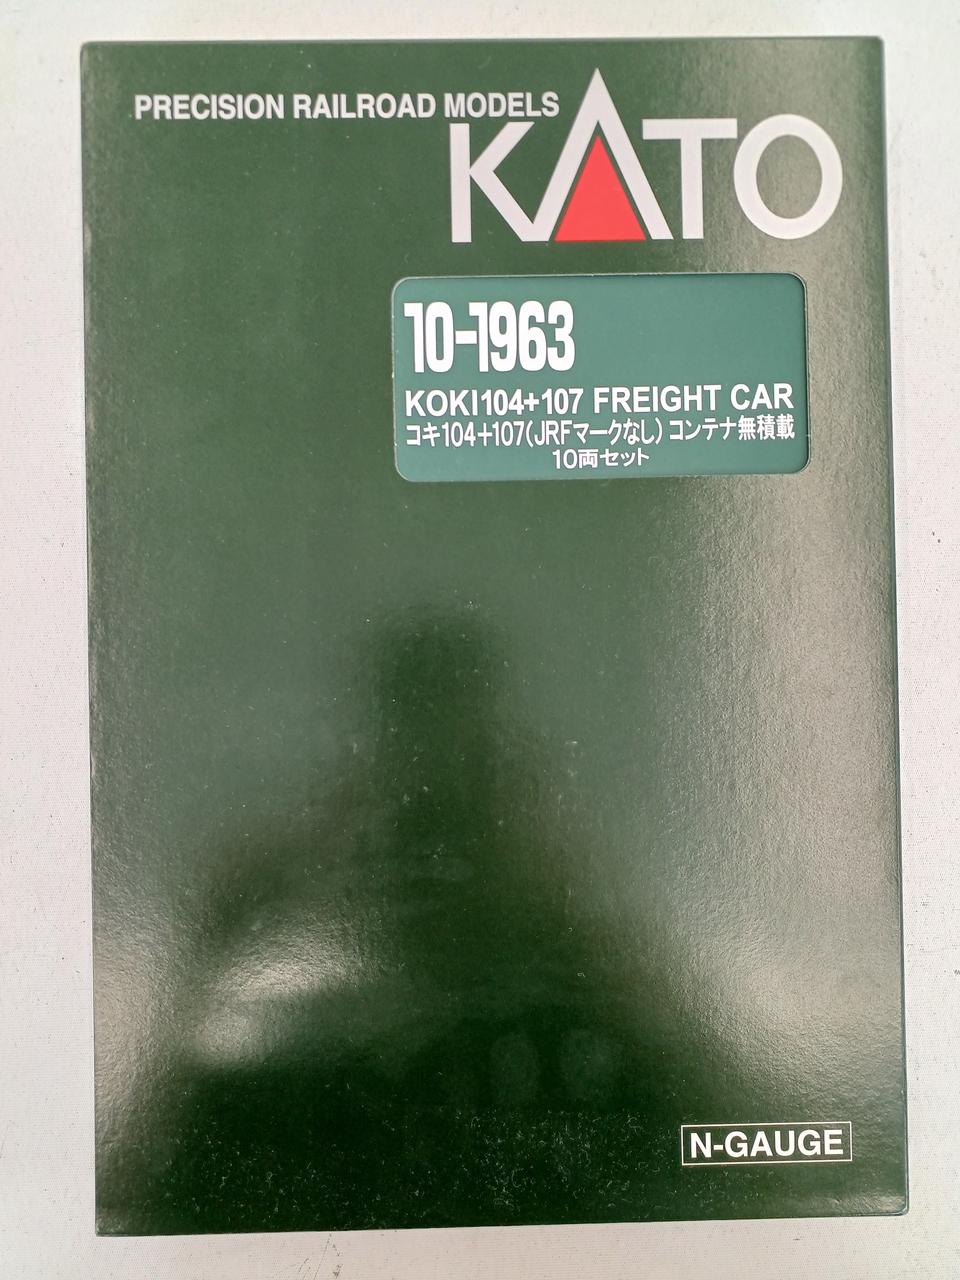 PRECISION RAILROAD MODELS
KATO
10-1963
KOKI104+107 FREIGHT CAR
コキ104+107(JRFマークなし) コンテナ無積載
10両セット
N-GAUGE